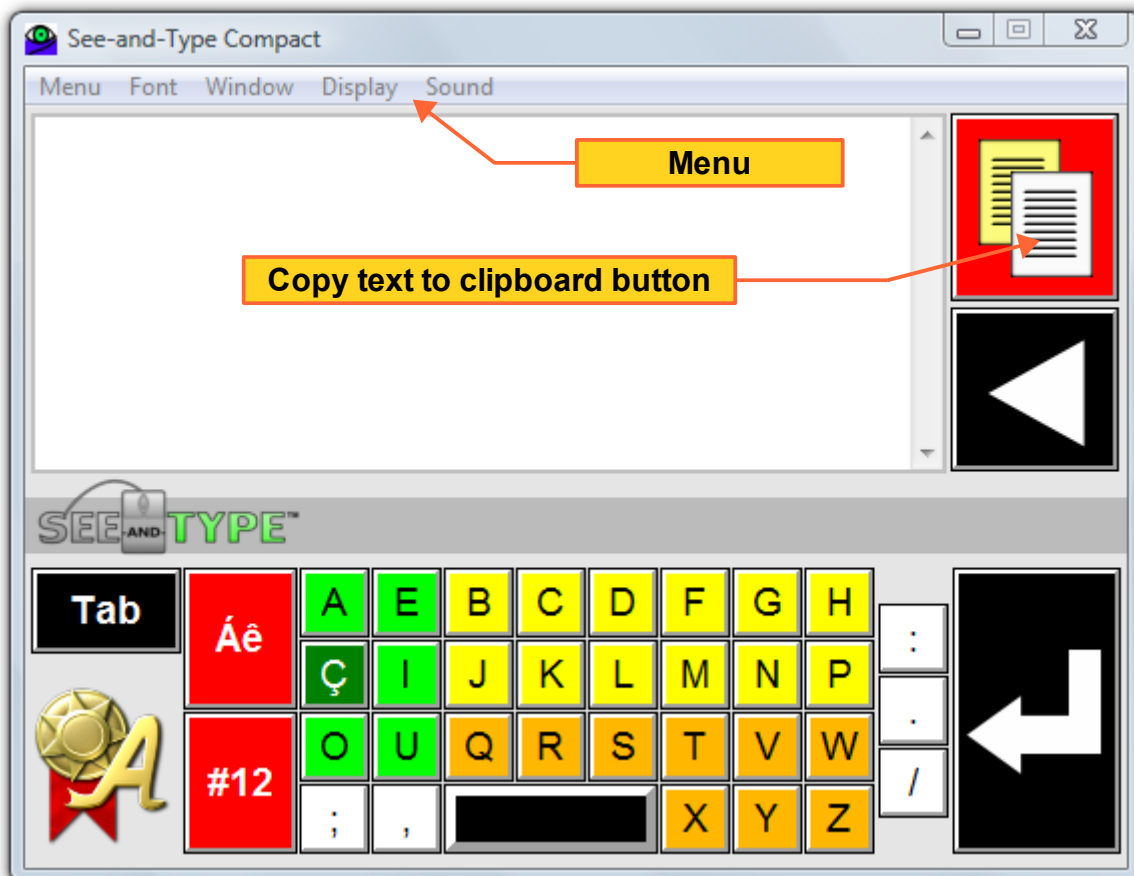 See-and-Type Compact
Menu Font Window Display Sound
Menu
Copy text to clipboard button
SEE-AND-TYPE™
Tab Áê A E B C D F G H :
Ç I J K L M N P .
#12 O U Q R S T V W /
; , X Y Z
A